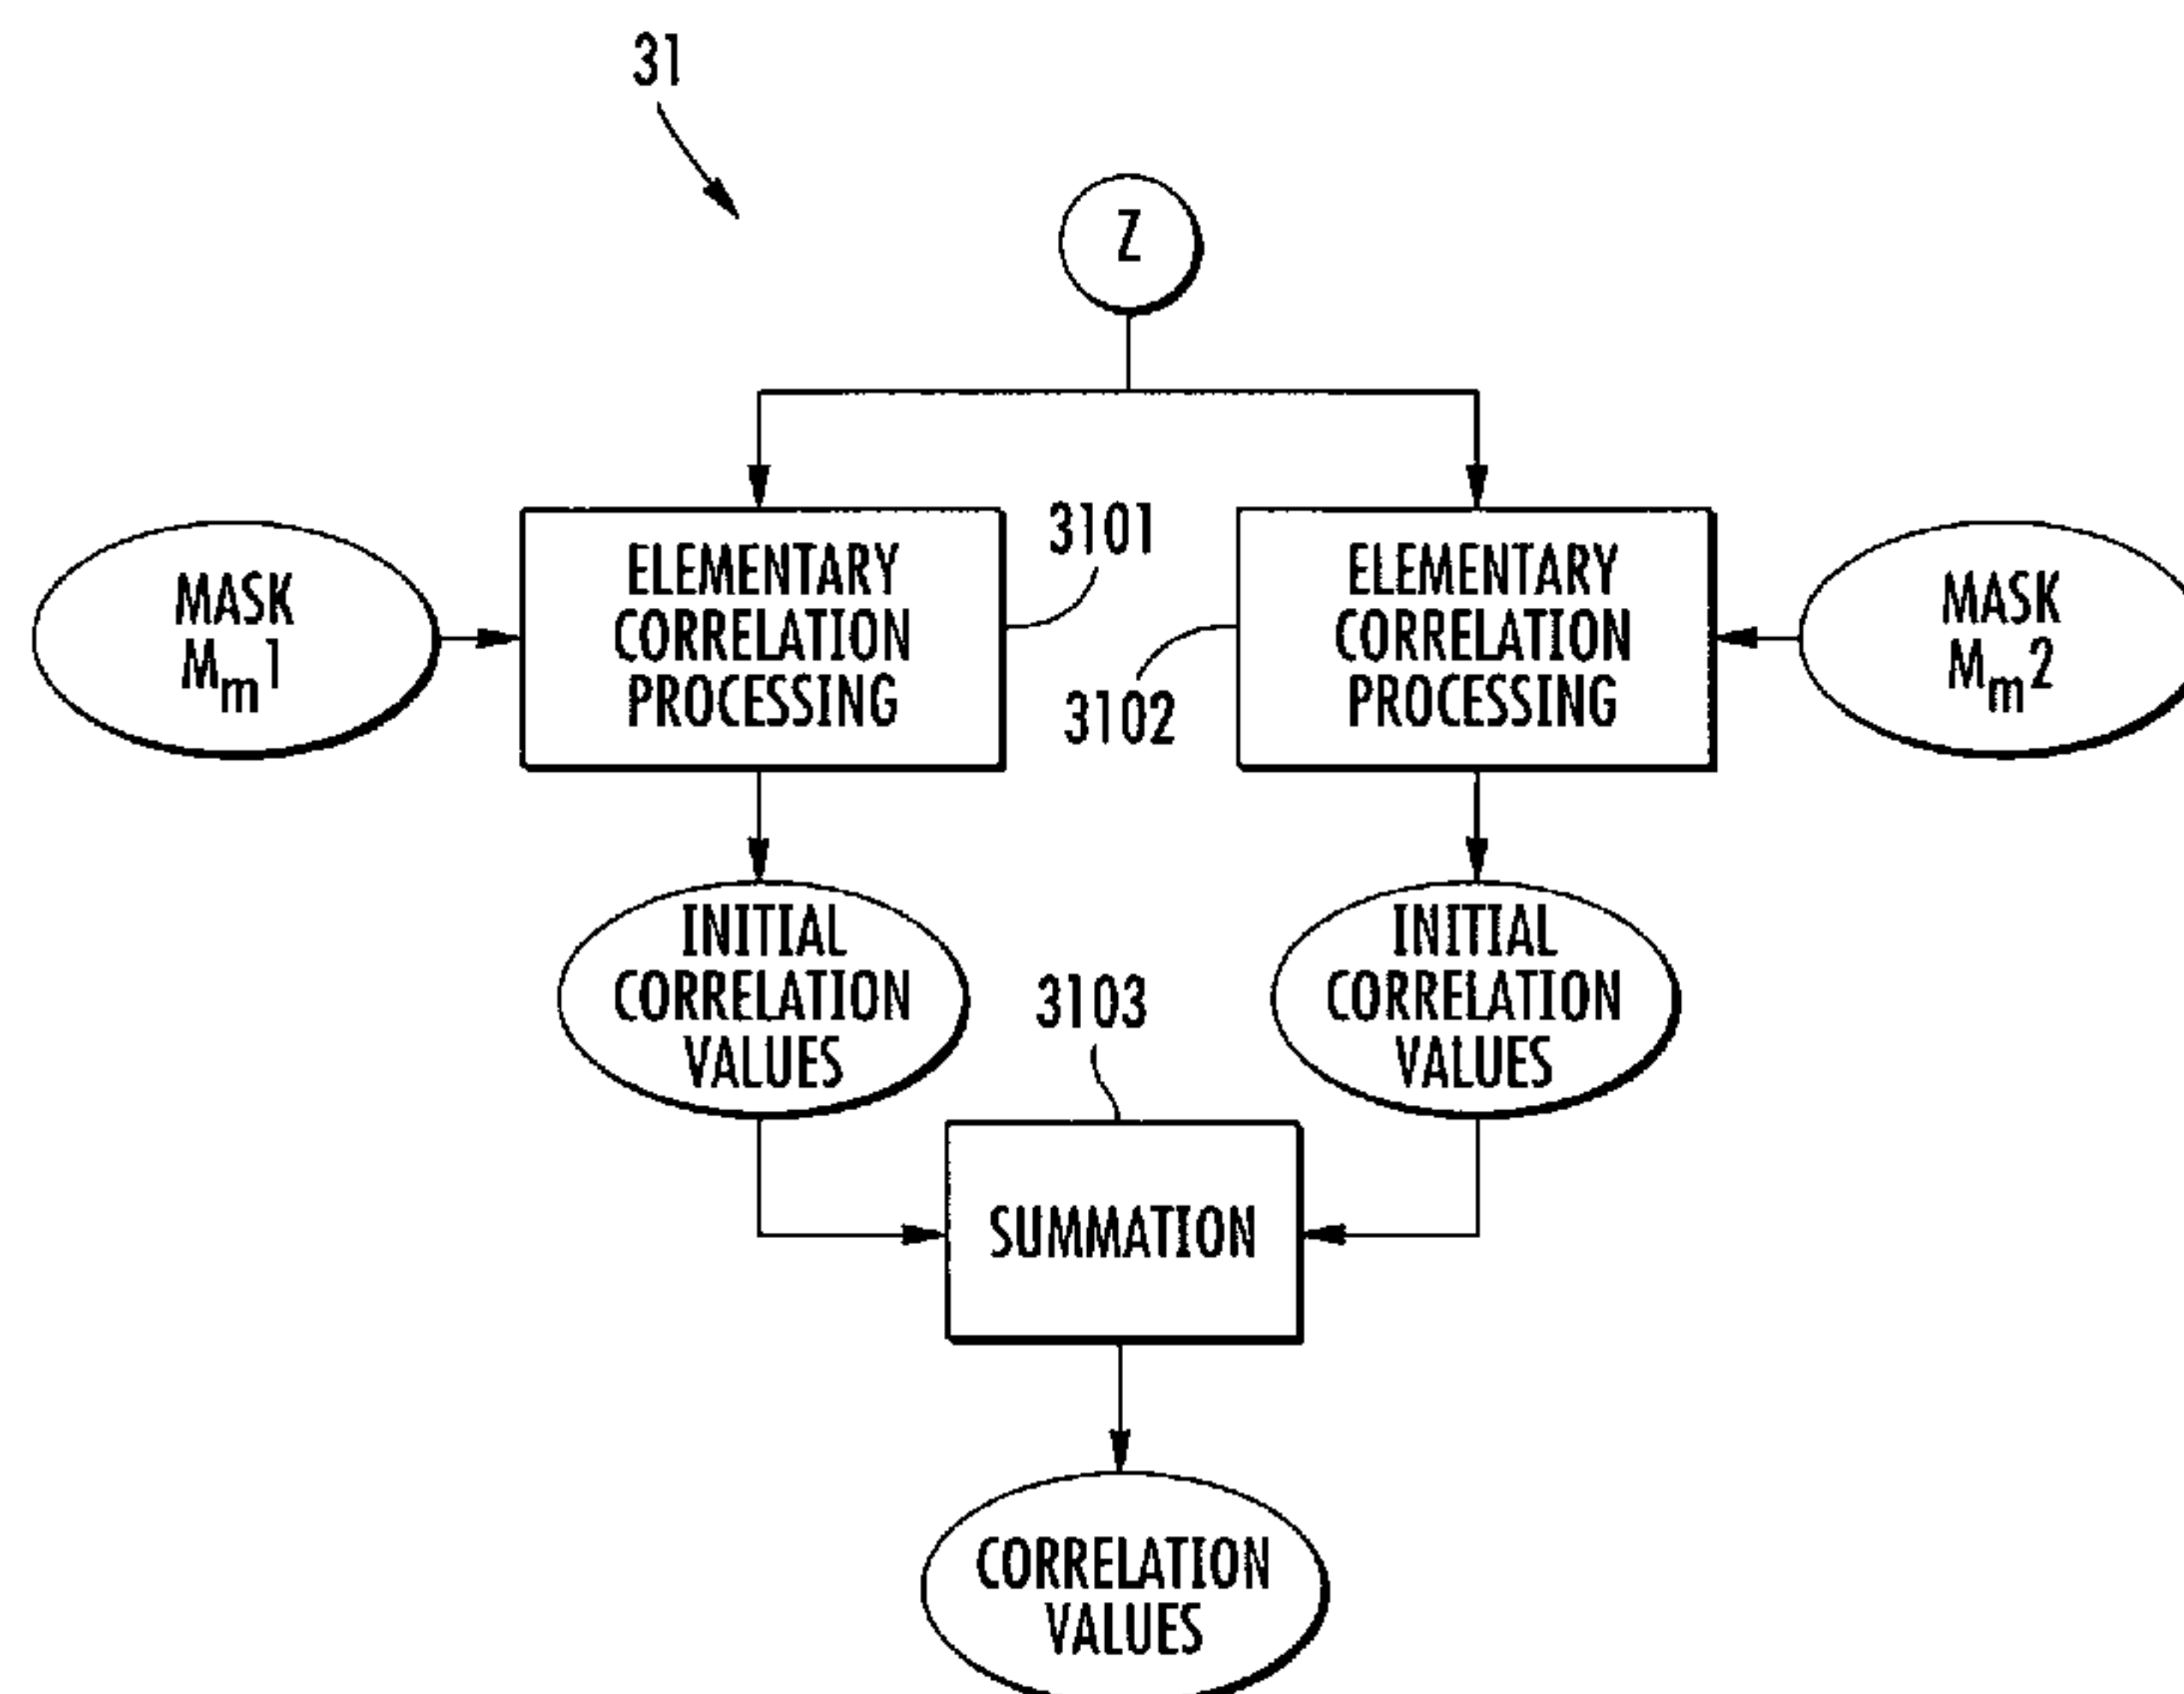 31
Z
MASK
Mm1
ELEMENTARY
CORRELATION
PROCESSING
3101
3102
ELEMENTARY
CORRELATION
PROCESSING
MASK
Mm2
INITIAL
CORRELATION
VALUES
3103
INITIAL
CORRELATION
VALUES
SUMMATION
CORRELATION
VALUES